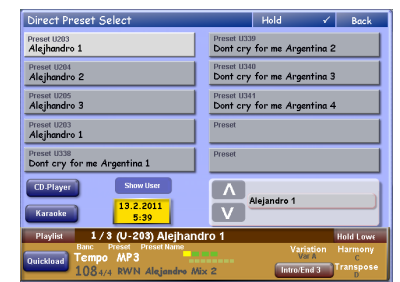 Direct Preset Select Hold ✓ Back
Preset U203
Alejhandro 1
Preset U204
Alejhandro 2
Preset U205
Alejhandro 3
Preset U203
Alejhandro 1
Preset U338
Dont cry for me Argentina 1
Preset U339
Dont cry for me Argentina 2
Preset U340
Dont cry for me Argentina 3
Preset U341
Dont cry for me Argentina 4
Preset
Preset
CD-Player
Show User
Karaoke
13.2.2011
5:39
Alejandro 1
Playlist 1/3 (U-203) Alejhandro 1 Hold Lowe
Banc Preset Preset Name
Quickload
Tempo MP3
108 4/4 RWN Alejandro Mix 2
Variation
Var A
Intro/End 3
Harmony
C
Transpose
D